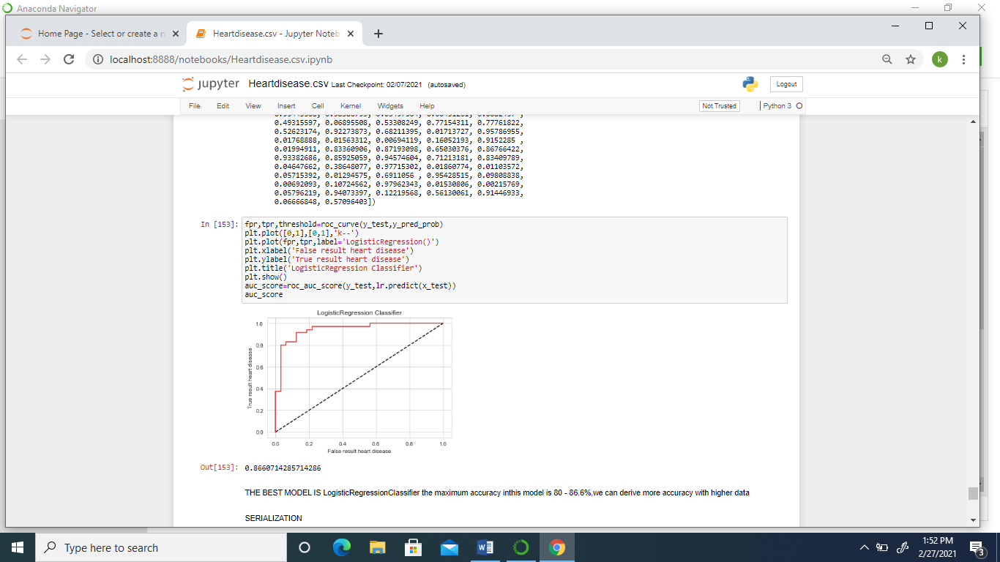 Anaconda Navigator
Home Page - Select or create a n
Heartdisease.csv - Jupyter Noteb
localhost:8888/notebooks/Heartdisease.csv.ipynb
k
jupyter Heartdisease.csv Last Checkpoint: 02/07/2021 (autosaved)
Logout
File Edit View Insert Cell Kernel Widgets Help
Not Trusted
Python 3
0.49315597, 0.06895508, 0.53308249, 0.77154311, 0.77761822,
0.52623174, 0.92273873, 0.68211395, 0.01713727, 0.95786955,
0.01768888, 0.01563312, 0.00694119, 0.16052193, 0.9152285 ,
0.01994911, 0.83360906, 0.87193098, 0.65030376, 0.86766422,
0.93382686, 0.85925059, 0.94574604, 0.71213181, 0.83409789,
0.04647662, 0.38648077, 0.97715302, 0.01860774, 0.01103572,
0.05715392, 0.01294575, 0.6911056 , 0.95428515, 0.09808838,
0.00692093, 0.10724562, 0.97962343, 0.01530806, 0.00215769,
0.05796219, 0.94073397, 0.12219568, 0.56130061, 0.91446933,
0.06666848, 0.57096403])
In [153]:
fpr,tpr,threshold=roc_curve(y_test,y_pred_prob)
plt.plot([0,1],[0,1],'k--')
plt.plot(fpr,tpr,label='LogisticRegression()')
plt.xlabel('False result heart disease')
plt.ylabel('True result heart disease')
plt.title('LogisticRegression Classifier')
plt.show()
auc_score=roc_auc_score(y_test,lr.predict(x_test))
auc_score
LogisticRegression Classifier
True result heart disease
1.0
0.8
0.6
0.4
0.2
0.0
0.0 0.2 0.4 0.6 0.8 1.0
False result heart disease
Out[153]: 0.8660714285714286
THE BEST MODEL IS LogisticRegressionClassifier the maximum accuracy inthis model is 80 - 86.6%,we can derive more accuracy with higher data
SERIALIZATION
Type here to search
1:52 PM
2/27/2021
3